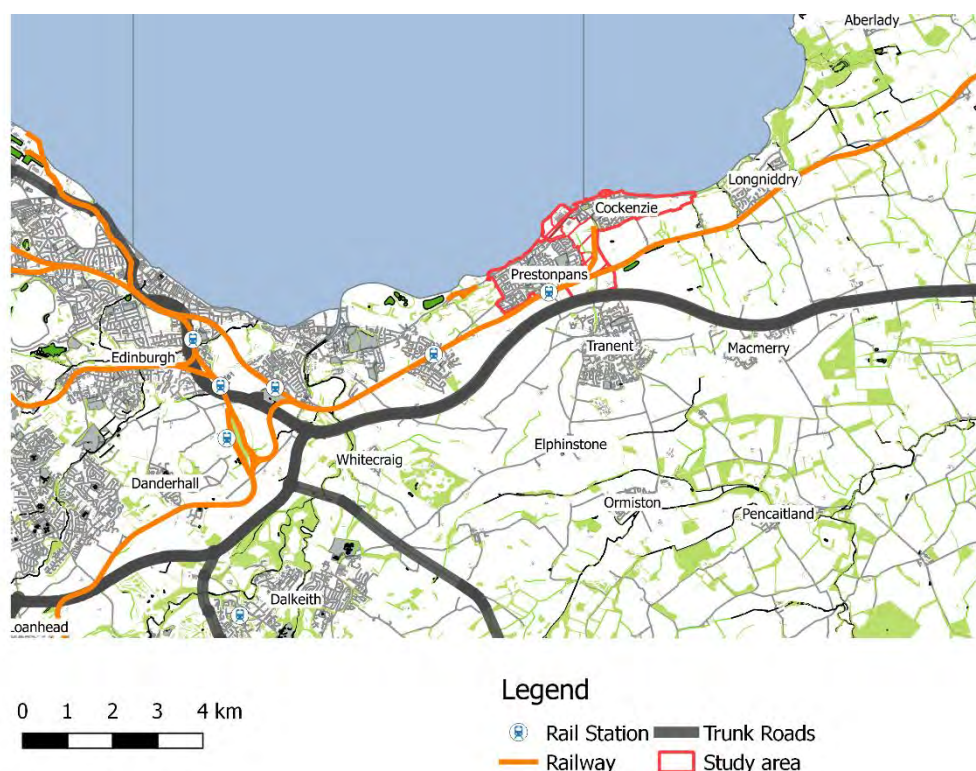 Aberlady
Longniddry
Cockenzie
Prestonpans
Edinburgh
Tranent
Macmerry
Elphinstone
Whitecraig
Danderhall
Ormiston
Pencaitland
Dalkeith
oanhead
Legend
0 1 2 3 4 km
Rail Station Trunk Roads
Railway Study area